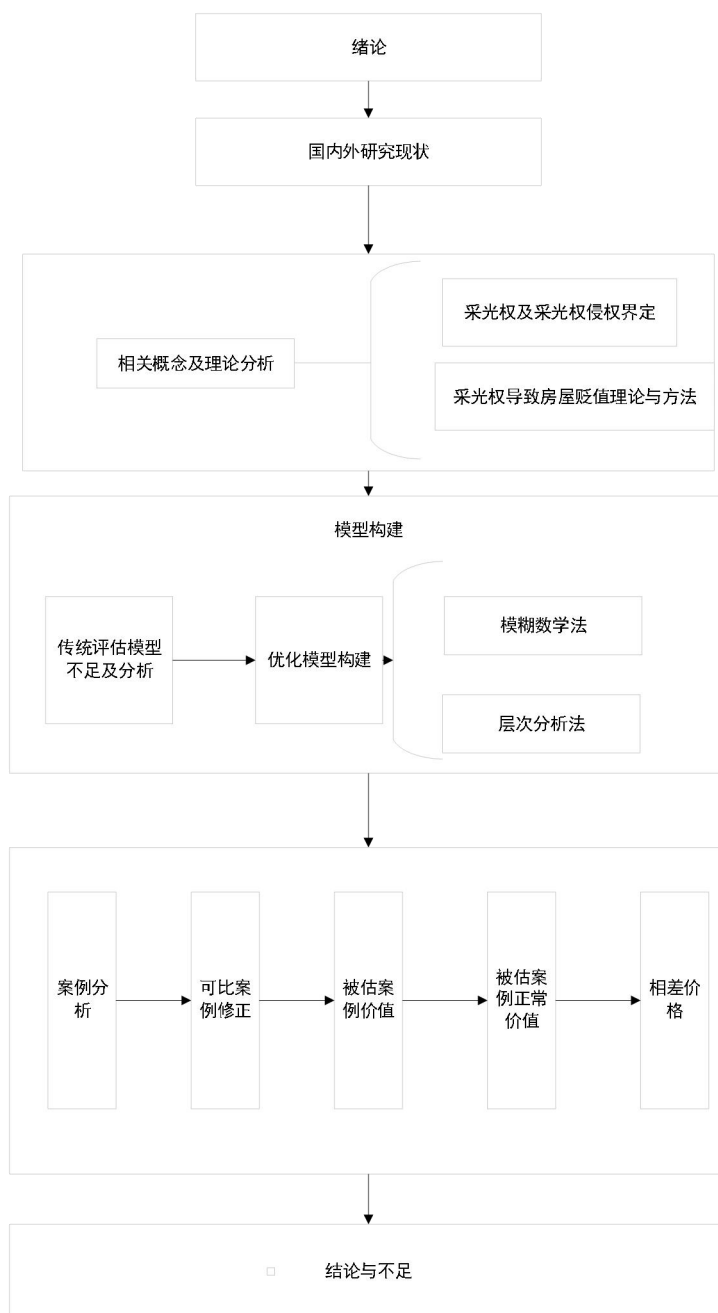 绪论
国内外研究现状
相关概念及理论分析
采光权及采光权侵权界定
采光权导致房屋贬值理论与方法
模型构建
传统评估模型
不足及分析
优化模型构建
模糊数学法
层次分析法
案例分
析
可比案
例修正
被估案
例价值
被估案
例正常
价值
相差价
格
结论与不足